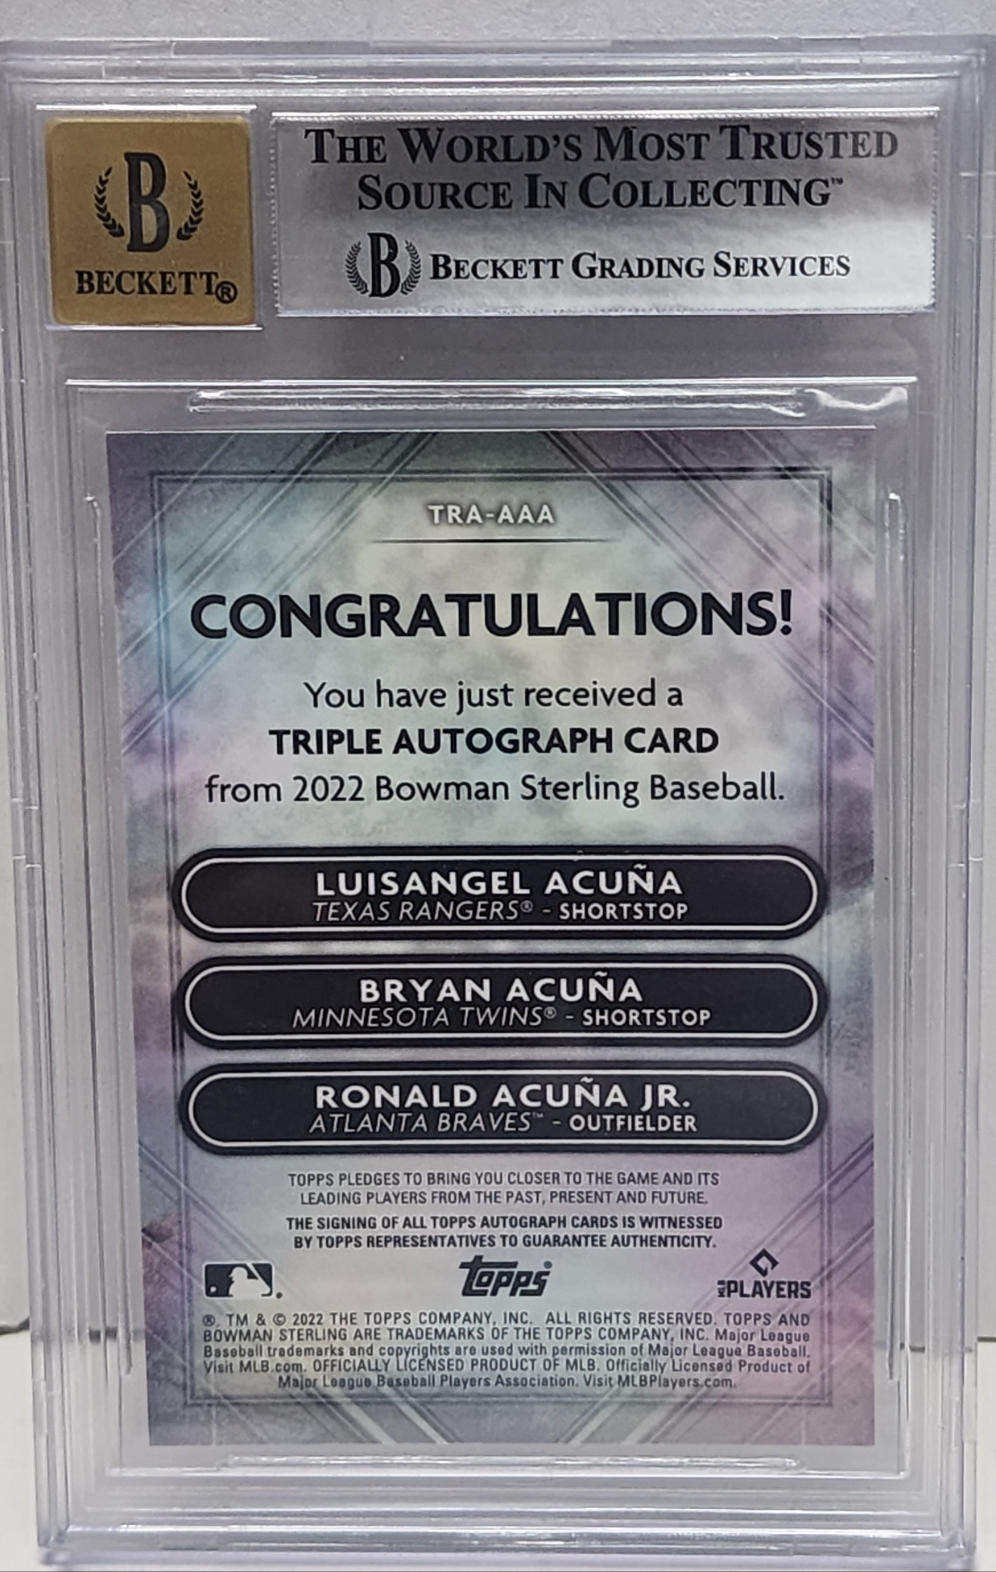 B
BECKETT®
THE WORLD'S MOST TRUSTED
SOURCE IN COLLECTING™
B BECKETT GRADING SERVICES
TRA-AAA
CONGRATULATIONS!
You have just received a
TRIPLE AUTOGRAPH CARD
from 2022 Bowman Sterling Baseball.
LUISANGEL ACUÑA
TEXAS RANGERS® - SHORTSTOP
BRYAN ACUÑA
MINNESOTA TWINS® - SHORTSTOP
RONALD ACUÑA JR.
ATLANTA BRAVES™ - OUTFIELDER
TOPPS PLEDGES TO BRING YOU CLOSER TO THE GAME AND ITS
LEADING PLAYERS FROM THE PAST, PRESENT AND FUTURE.
THE SIGNING OF ALL TOPPS AUTOGRAPH CARDS IS WITNESSED
BY TOPPS REPRESENTATIVES TO GUARANTEE AUTHENTICITY.
topps®
MLB PLAYERS
®, TM & © 2022 THE TOPPS COMPANY, INC. ALL RIGHTS RESERVED. TOPPS AND
BOWMAN STERLING ARE TRADEMARKS OF THE TOPPS COMPANY, INC. Major League
Baseball trademarks and copyrights are used with permission of Major League Baseball.
Visit MLB.com. OFFICIALLY LICENSED PRODUCT OF MLB. Officially Licensed Product of
Major League Baseball Players Association. Visit MLBPlayers.com.